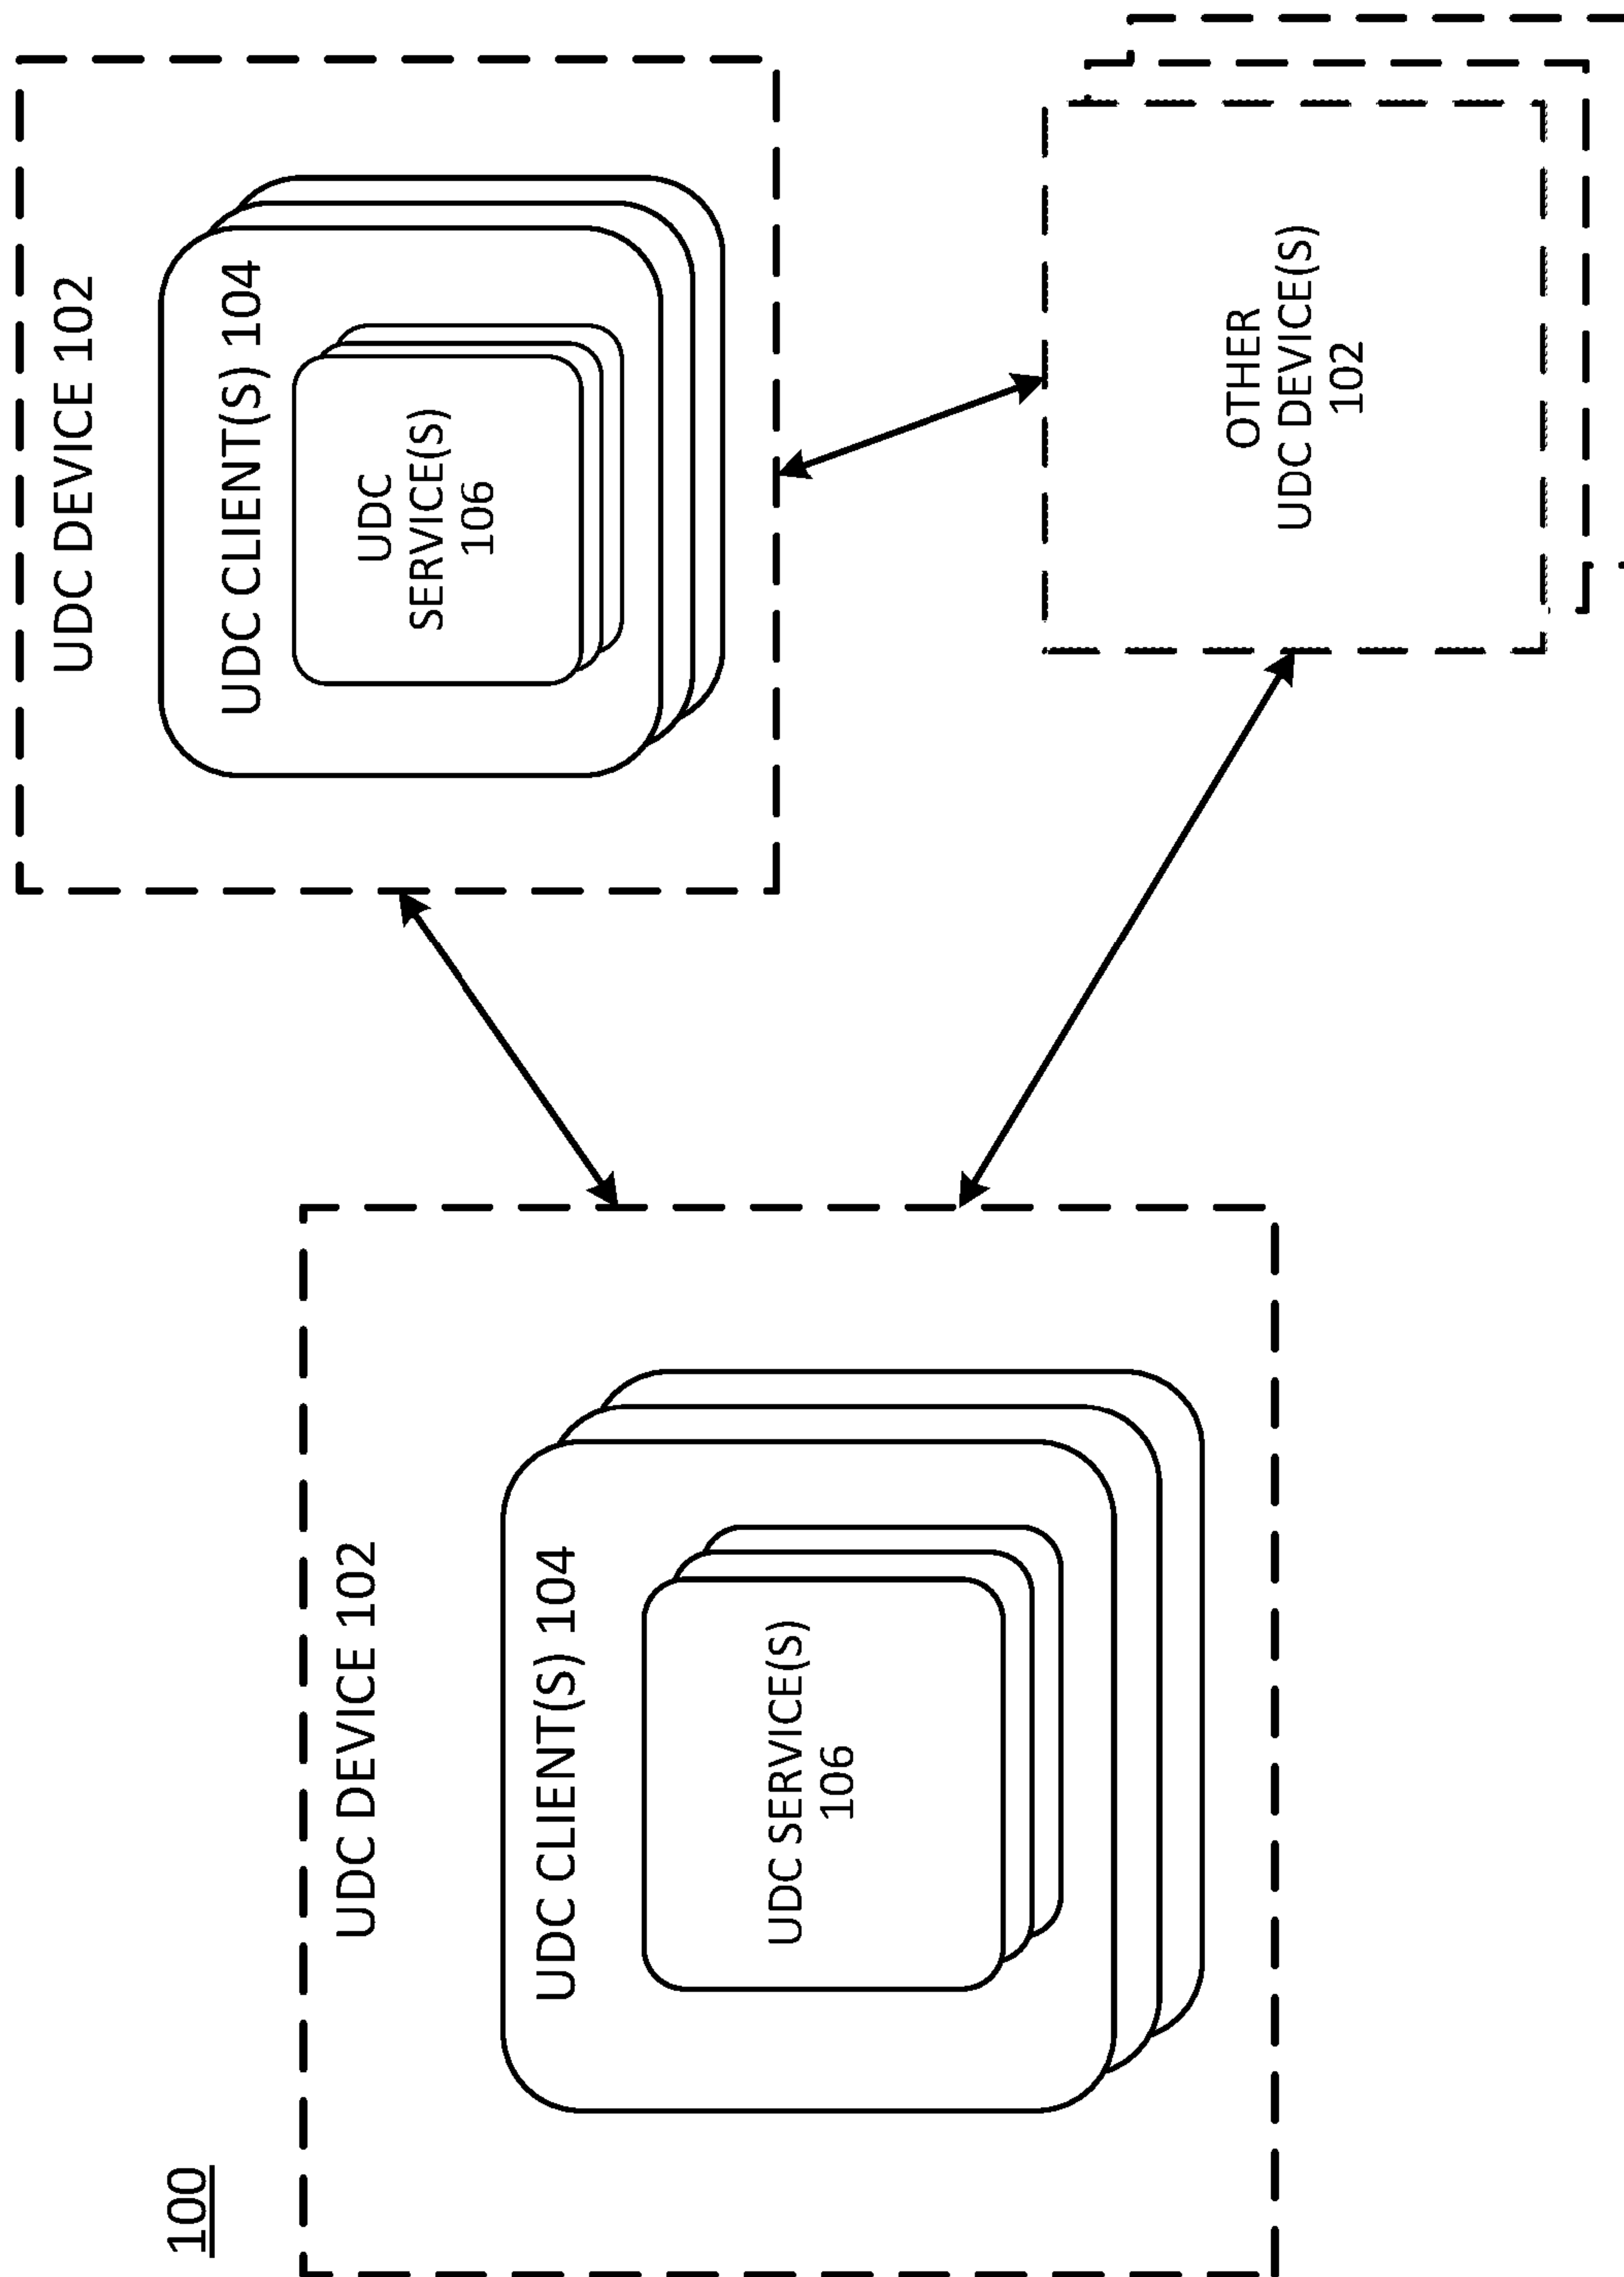 100
UDC DEVICE 102
UDC CLIENT(S) 104
UDC SERVICE(S)
106
UDC DEVICE 102
UDC CLIENT(S) 104
UDC
SERVICE(S)
106
OTHER
UDC DEVICE(S)
102